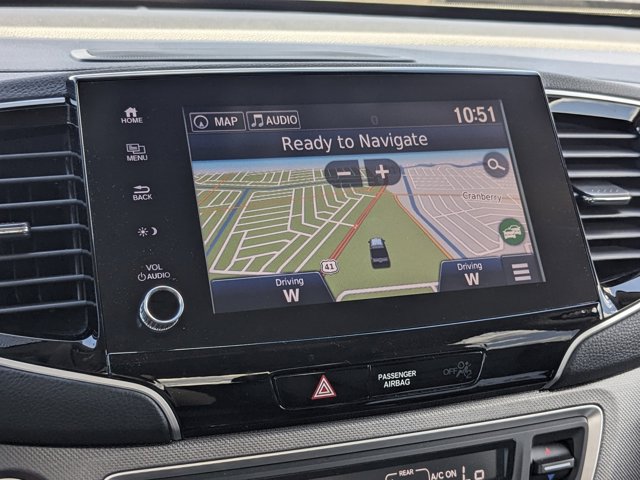 HOME
MENU
BACK
VOL
AUDIO
MAP
AUDIO
10:51
Ready to Navigate
Cranberry
41
Driving
W
Driving
W
PASSENGER
AIRBAG
OFF
REAR
A/C ON
Lo